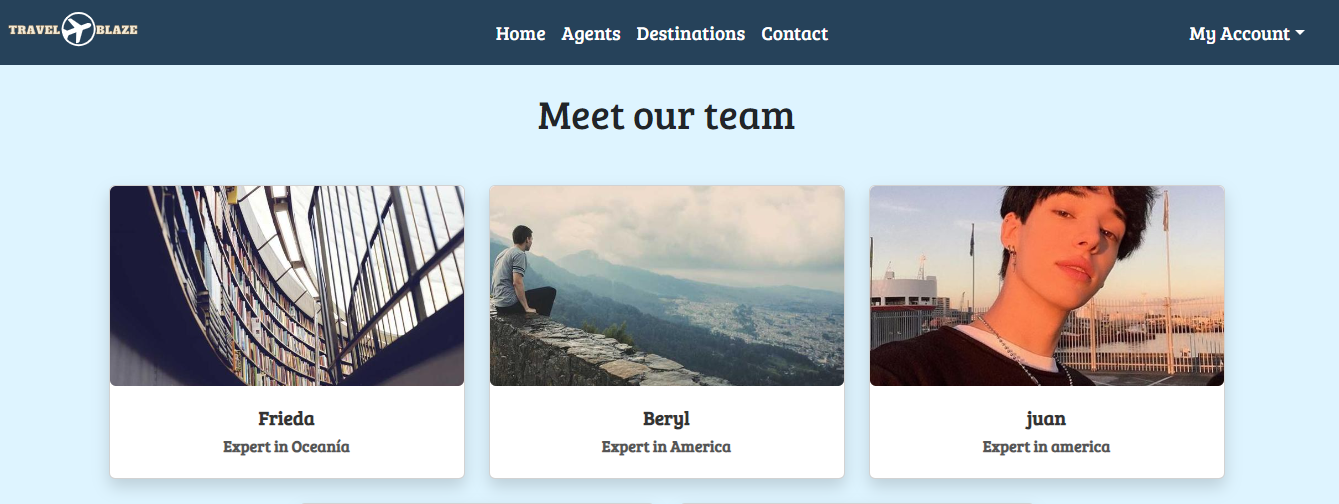 TRAVEL BLAZE
Home Agents Destinations Contact
My Account
Meet our team
Frieda
Expert in Oceanía
Beryl
Expert in America
juan
Expert in america